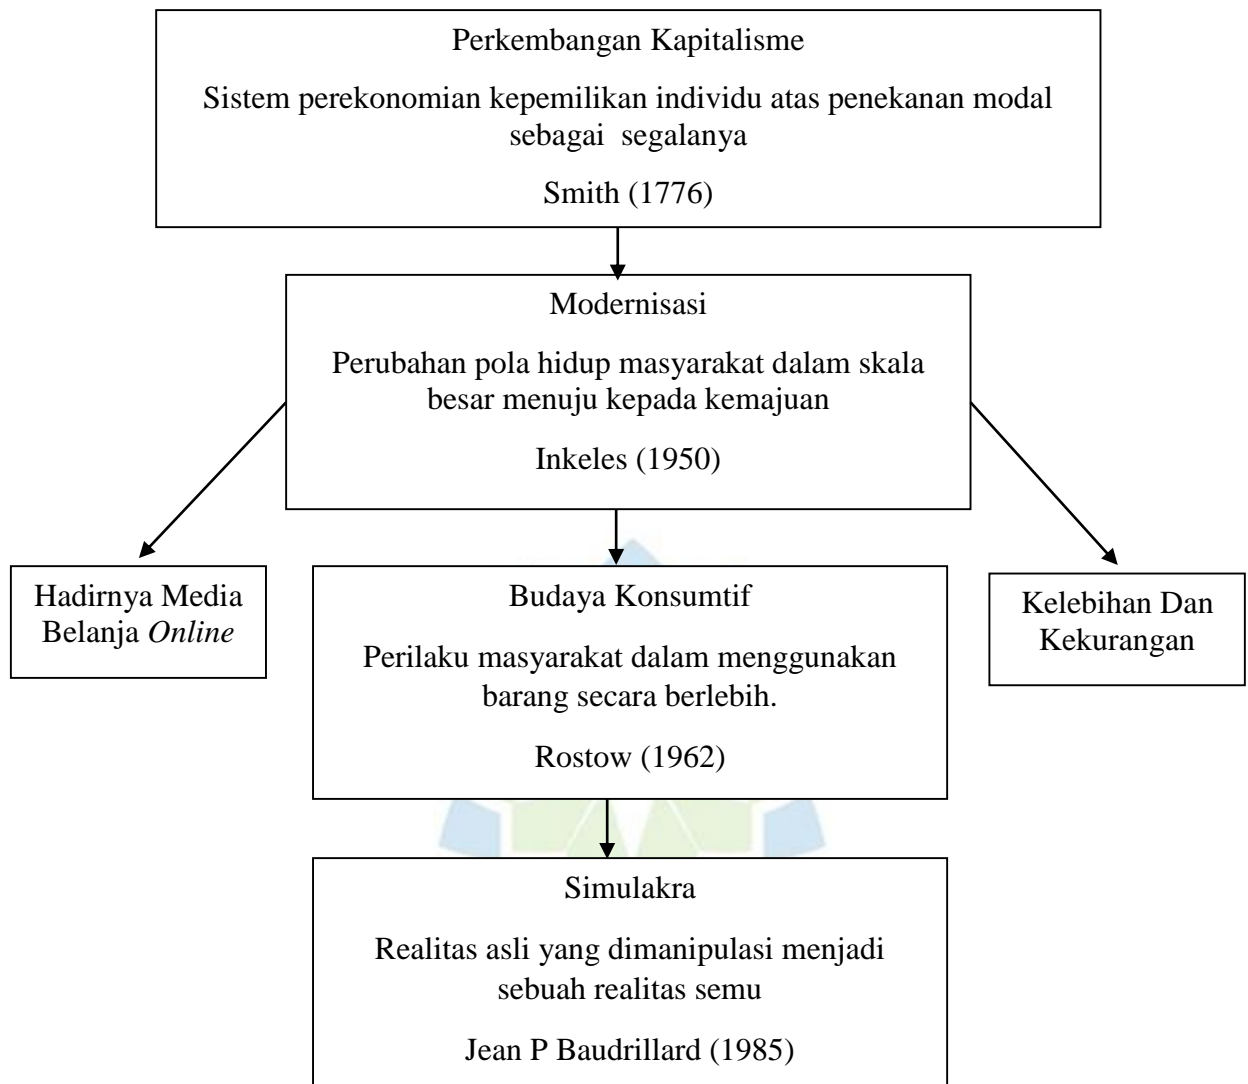 Perkembangan Kapitalisme
Sistem perekonomian kepemilikan individu atas penekanan modal
sebagai segalanya
Smith (1776)
Modernisasi
Perubahan pola hidup masyarakat dalam skala
besar menuju kepada kemajuan
Inkeles (1950)
Hadirnya Media
Belanja Online
Budaya Konsumtif
Perilaku masyarakat dalam menggunakan
barang secara berlebih.
Rostow (1962)
Kelebihan Dan
Kekurangan
Simulakra
Realitas asli yang dimanipulasi menjadi
sebuah realitas semu
Jean P Baudrillard (1985)